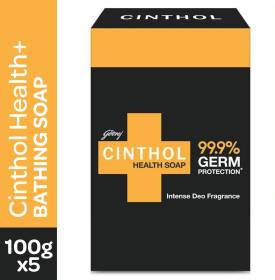 Cinthol Health+
BATHING SOAP
100g
x5
CINTHOL
Godrej
CINTHOL
HEALTH SOAP
99.9%
GERM
PROTECTION*
Intense Deo Fragrance